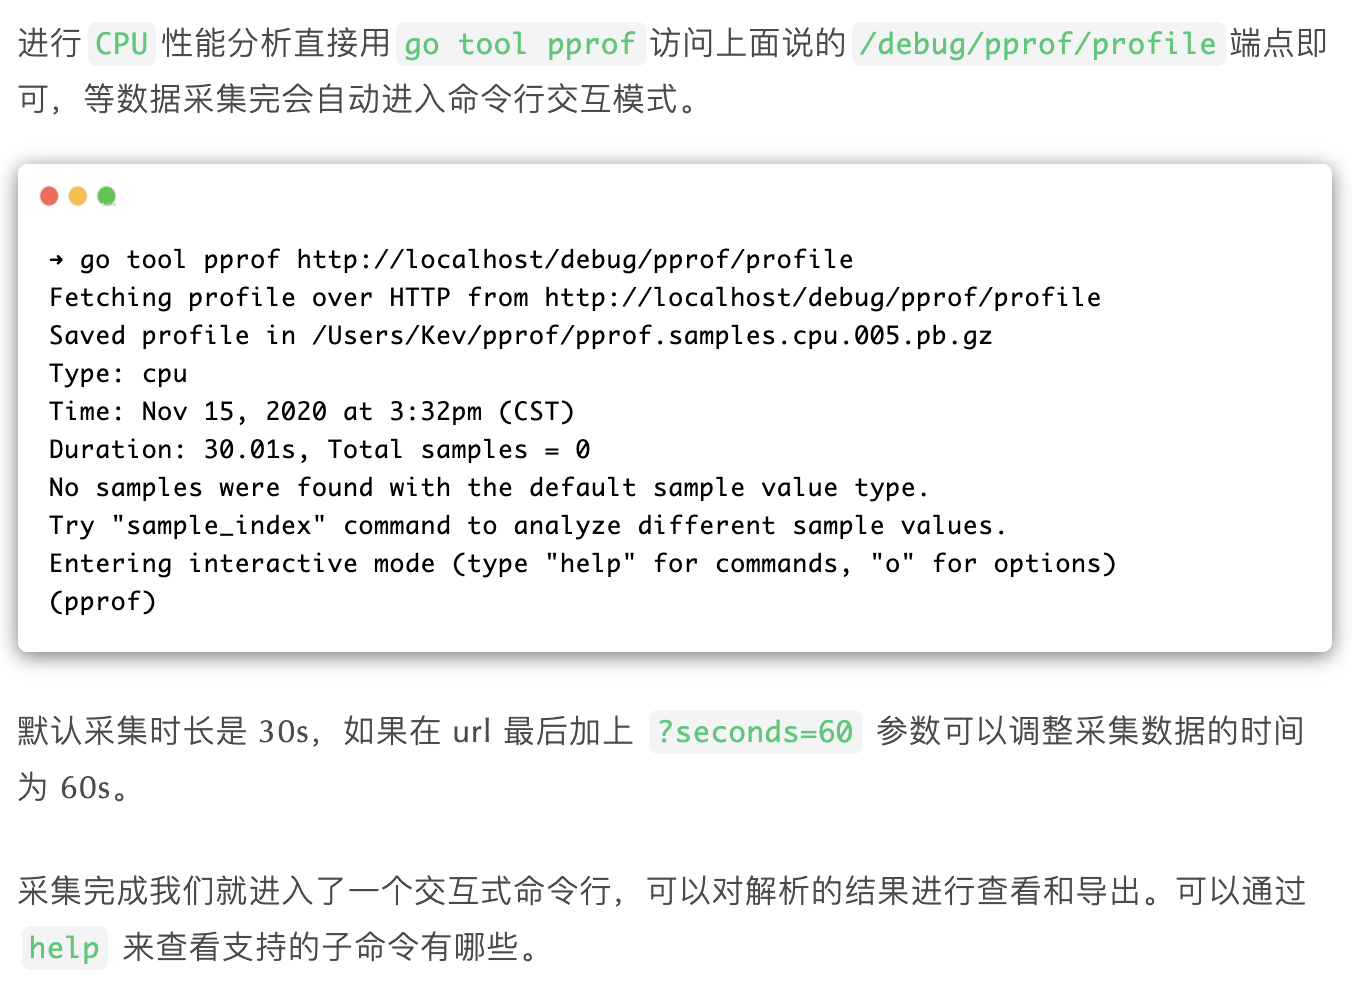 进行 CPU 性能分析直接用 go tool pprof 访问上面说的 /debug/pprof/profile 端点即
可，等数据采集完会自动进入命令行交互模式。
➜ go tool pprof http://localhost/debug/pprof/profile
Fetching profile over HTTP from http://localhost/debug/pprof/profile
Saved profile in /Users/Kev/pprof/pprof.samples.cpu.005.pb.gz
Type: cpu
Time: Nov 15, 2020 at 3:32pm (CST)
Duration: 30.01s, Total samples = 0
No samples were found with the default sample value type.
Try "sample_index" command to analyze different sample values.
Entering interactive mode (type "help" for commands, "o" for options)
(pprof)
默认采集时长是 30s，如果在 url 最后加上 ?seconds=60 参数可以调整采集数据的时间
为 60s。
采集完成我们就进入了一个交互式命令行，可以对解析的结果进行查看和导出。可以通过
help 来查看支持的子命令有哪些。